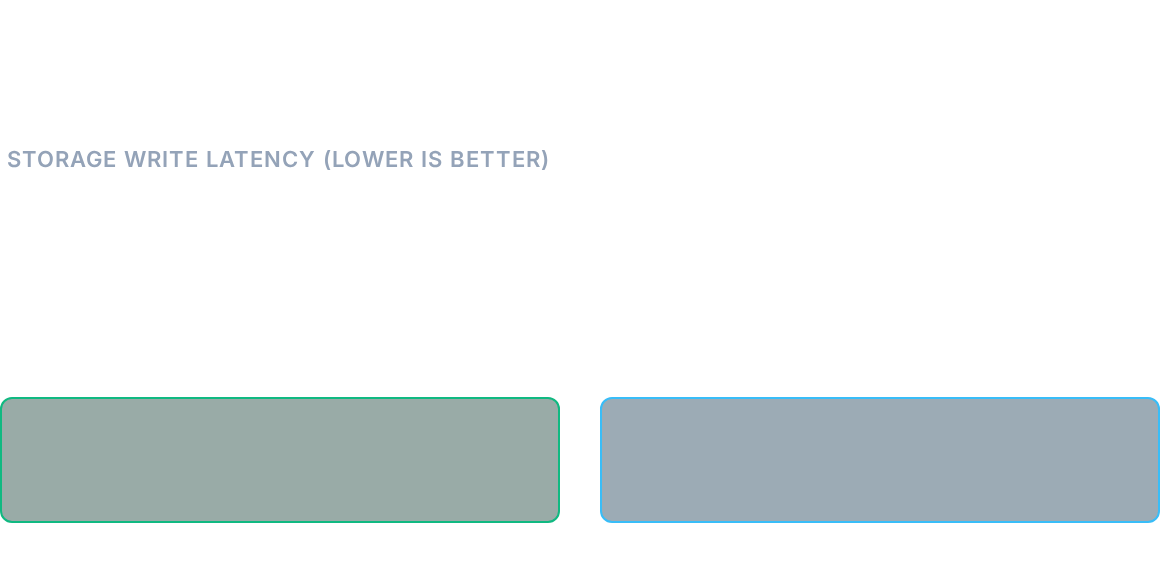 STORAGE WRITE LATENCY (LOWER IS BETTER)